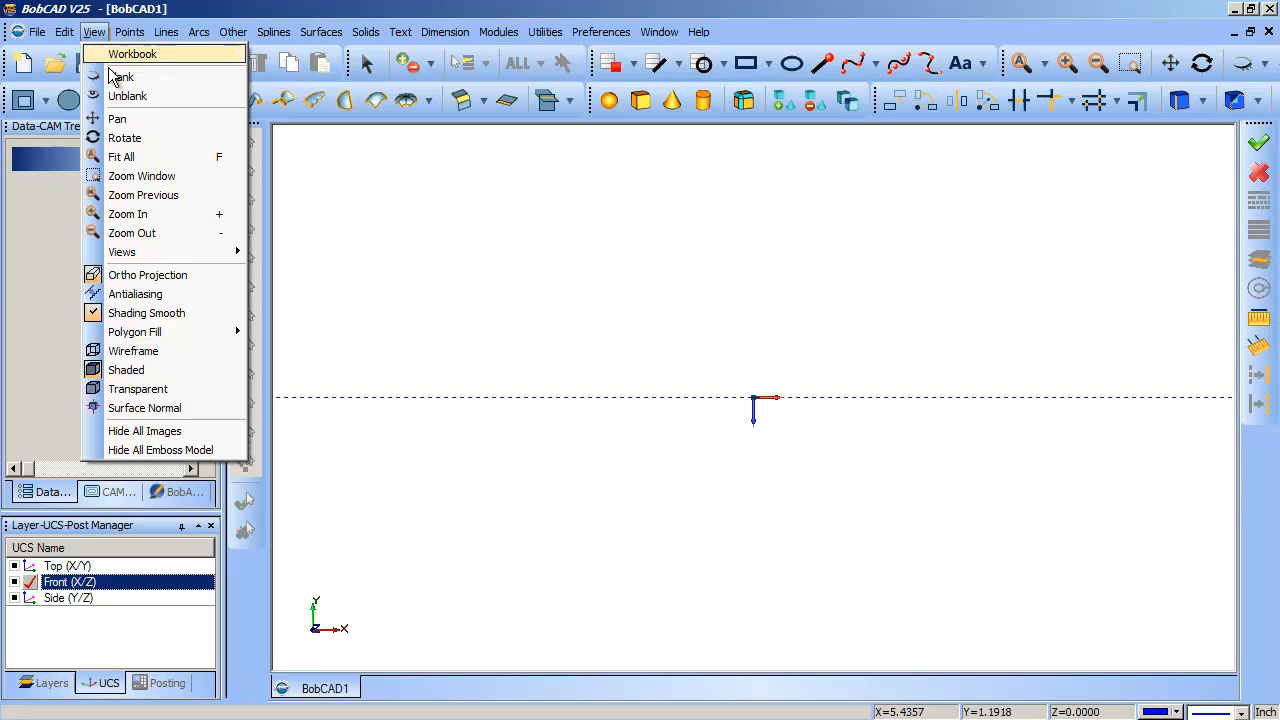 BobCAD V25 - [BobCAD1]
File Edit View Points Lines Arcs Other Splines Surfaces Solids Text Dimension Modules Utilities Preferences Window Help
Workbook
ank
Unblank
Pan
Rotate
Fit All F
Zoom Window
Zoom Previous
Zoom In +
Zoom Out -
Views
Ortho Projection
Antialiasing
Shading Smooth
Polygon Fill
Wireframe
Shaded
Transparent
Surface Normal
Hide All Images
Hide All Emboss Model
ALL
Aa
Data-CAM Tre
Data... CAM... BobA...
Layer-UCS-Post Manager
UCS Name
Top (X/Y)
Front (X/Z)
Side (Y/Z)
Layers UCS Posting
Y
Z X
BobCAD1
X=5.4357 Y=1.1918 Z=0.0000 Inch